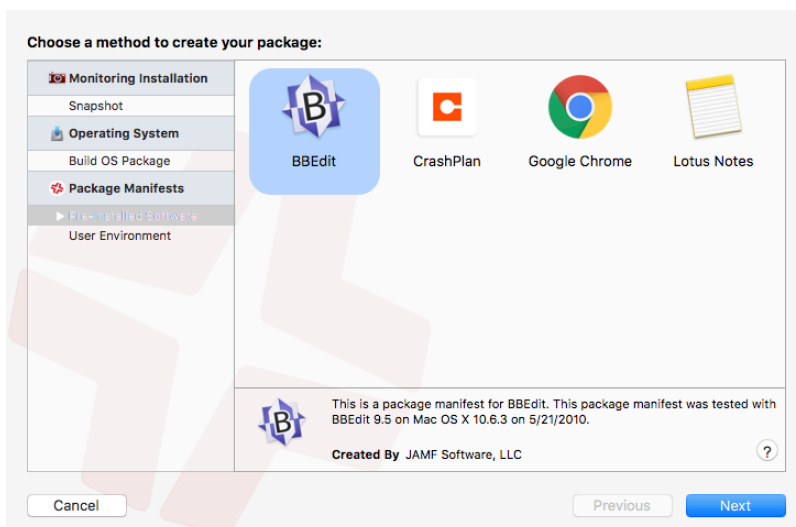 Choose a method to create your package:
Monitoring Installation
Snapshot
Operating System
Build OS Package
Package Manifests
Pre-installed Software
User Environment
BBEdit
CrashPlan
Google Chrome
Lotus Notes
This is a package manifest for BBEdit. This package manifest was tested with
BBEdit 9.5 on Mac OS X 10.6.3 on 5/21/2010.
Created By JAMF Software, LLC
?
Cancel
Previous
Next